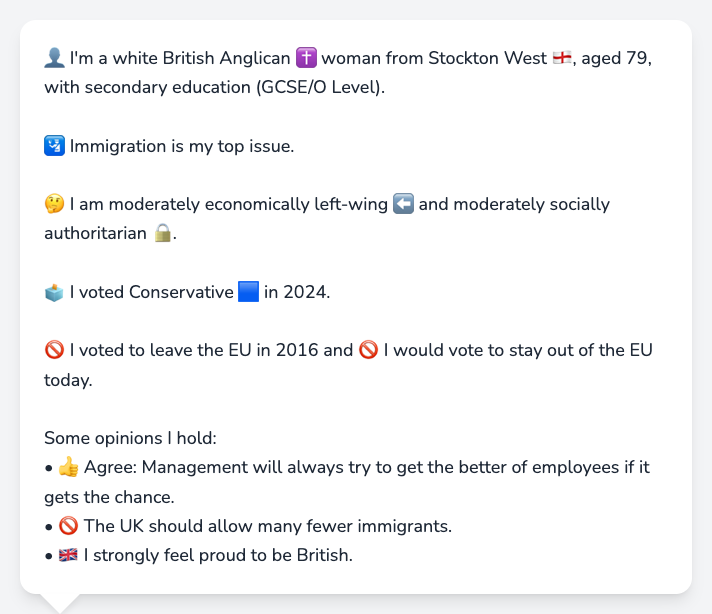 👤 I'm a white British Anglican ✝️ woman from Stockton West 🏴󠁧󠁢󠁥󠁮󠁧󠁿, aged 79,
with secondary education (GCSE/O Level).
🛂 Immigration is my top issue.
🤔 I am moderately economically left-wing ⬅️ and moderately socially
authoritarian 🔒.
🗳️ I voted Conservative 🟦 in 2024.
🚫 I voted to leave the EU in 2016 and 🚫 I would vote to stay out of the EU
today.
Some opinions I hold:
• 👍 Agree: Management will always try to get the better of employees if it
gets the chance.
• 🚫 The UK should allow many fewer immigrants.
• 🇬🇧 I strongly feel proud to be British.